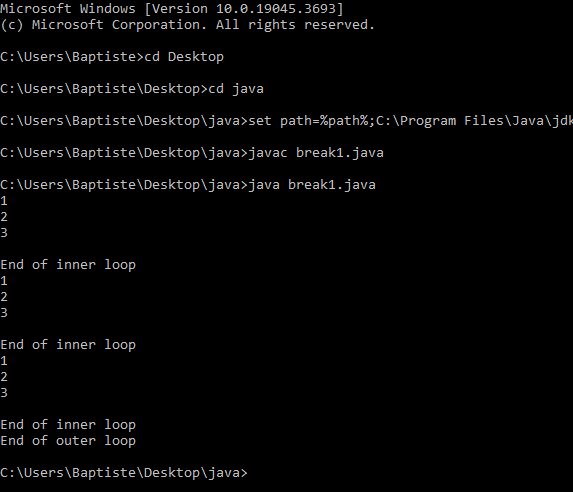 Microsoft Windows [Version 10.0.19045.3693]
(c) Microsoft Corporation. All rights reserved.
C:\Users\Baptiste>cd Desktop
C:\Users\Baptiste\Desktop>cd java
C:\Users\Baptiste\Desktop\java>set path=%path%;C:\Program Files\Java\jdk
C:\Users\Baptiste\Desktop\java>javac break1.java
C:\Users\Baptiste\Desktop\java>java break1.java
1
2
3
End of inner loop
1
2
3
End of inner loop
1
2
3
End of inner loop
End of outer loop
C:\Users\Baptiste\Desktop\java>